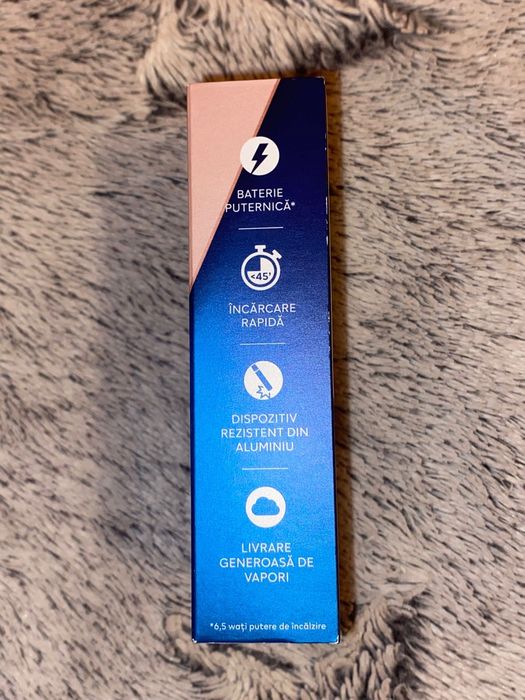 BATERIE
PUTERNICĂ*
<45'
ÎNCĂRCARE
RAPIDĂ
DISPOZITIV
REZISTENT DIN
ALUMINIU
LIVRARE
GENEROASĂ DE
VAPORI
*6,5 wați putere de încălzire